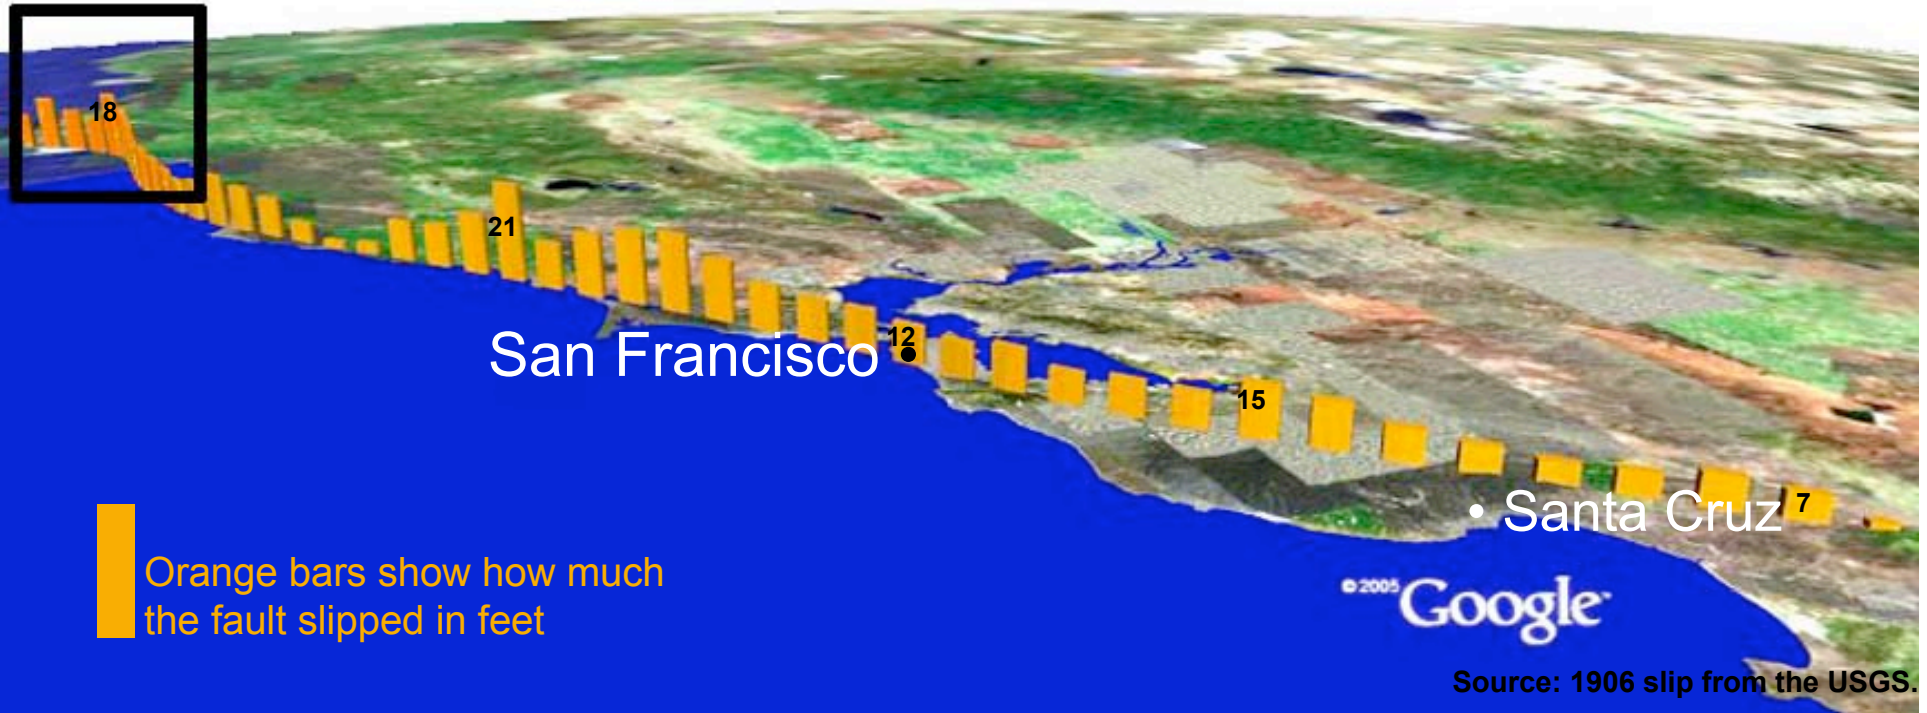 18
21
San Francisco
12
15
• Santa Cruz
7
Orange bars show how much
the fault slipped in feet
©2005 Google™
Source: 1906 slip from the USGS.